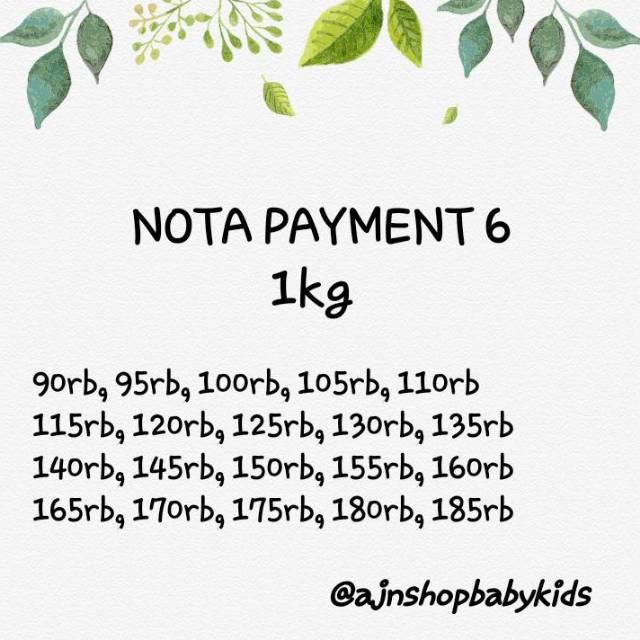 NOTA PAYMENT 6
1kg
90rb, 95rb, 100rb, 105rb, 110rb
115rb, 120rb, 125rb, 130rb, 135rb
140rb, 145rb, 150rb, 155rb, 160rb
165rb, 170rb, 175rb, 180rb, 185rb
@ajnshopbabykids